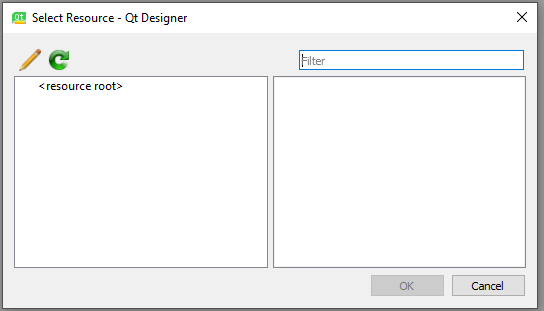 Select Resource - Qt Designer
Filter
<resource root>
OK
Cancel